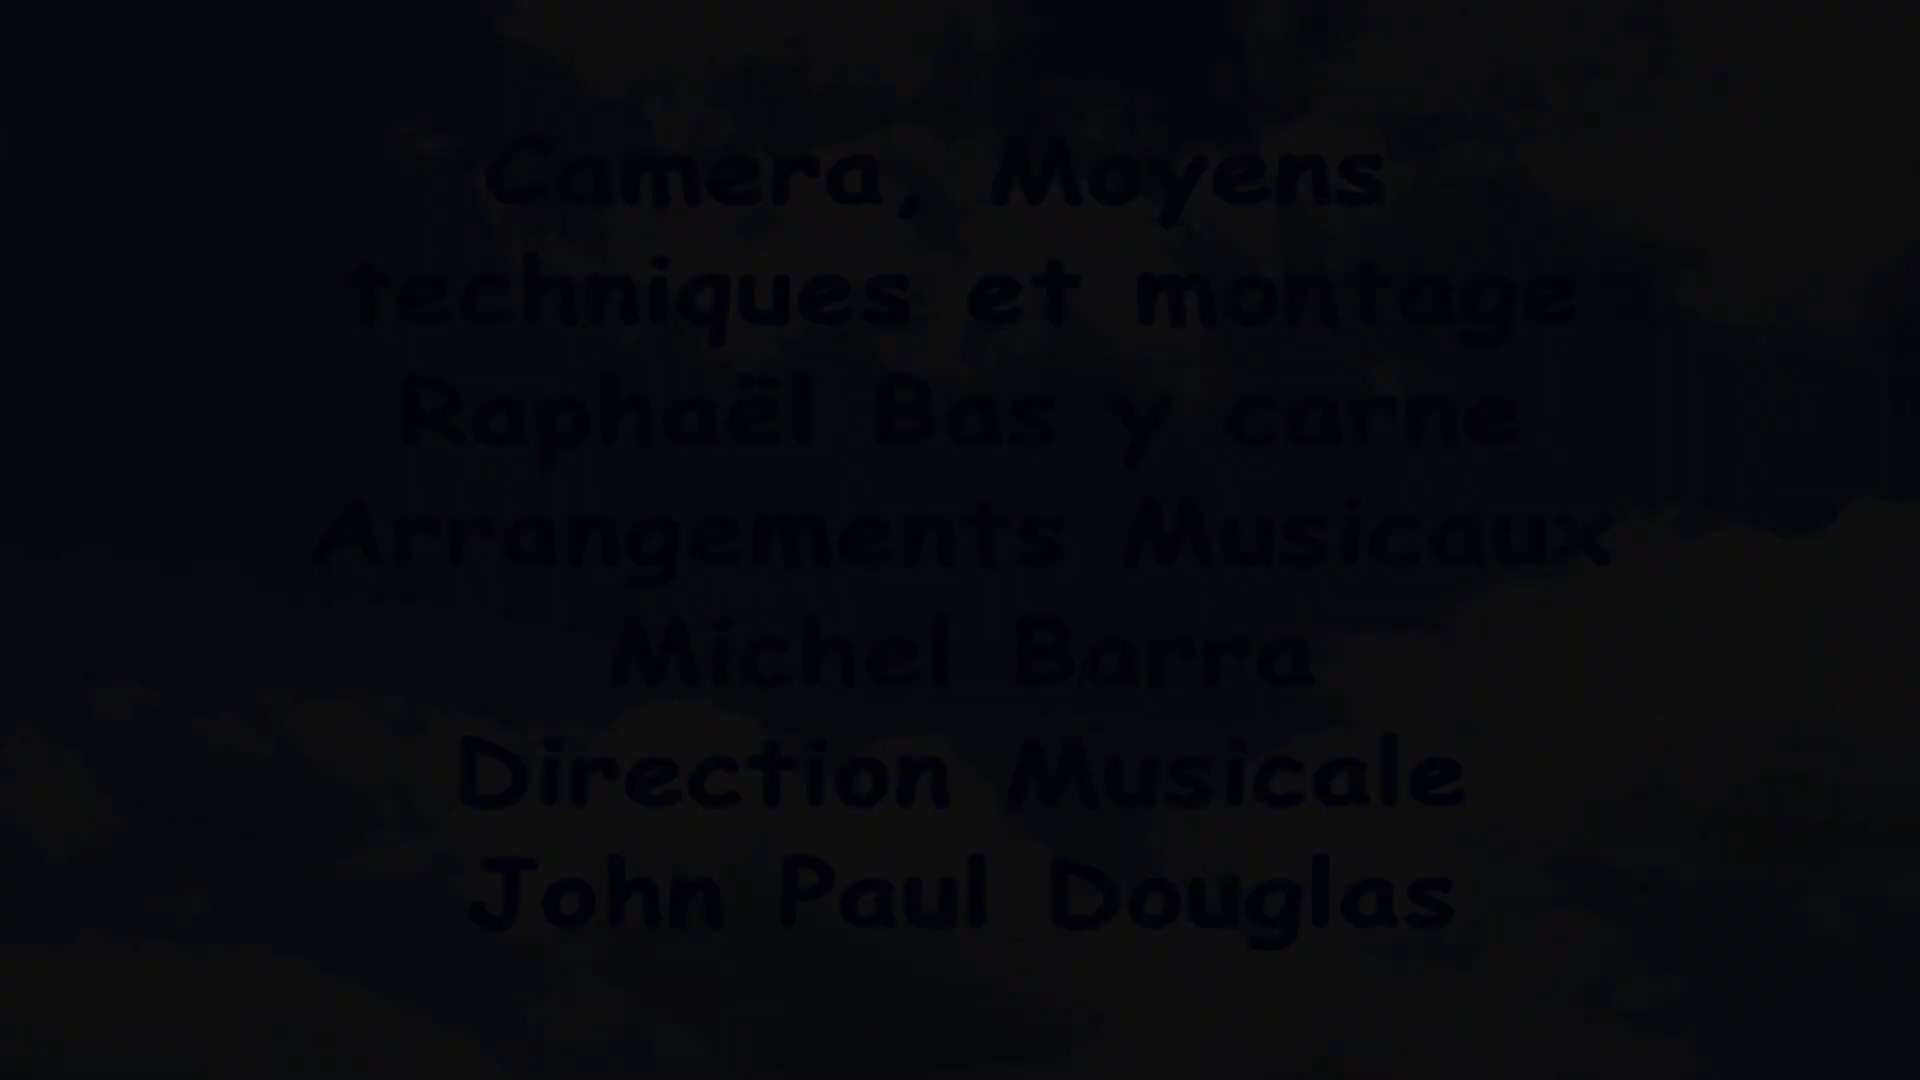 Camera, Moyens
techniques et montage
Raphaël Bas y carne
Arrangements Musicaux
Michel Barra
Direction Musicale
John Paul Douglas